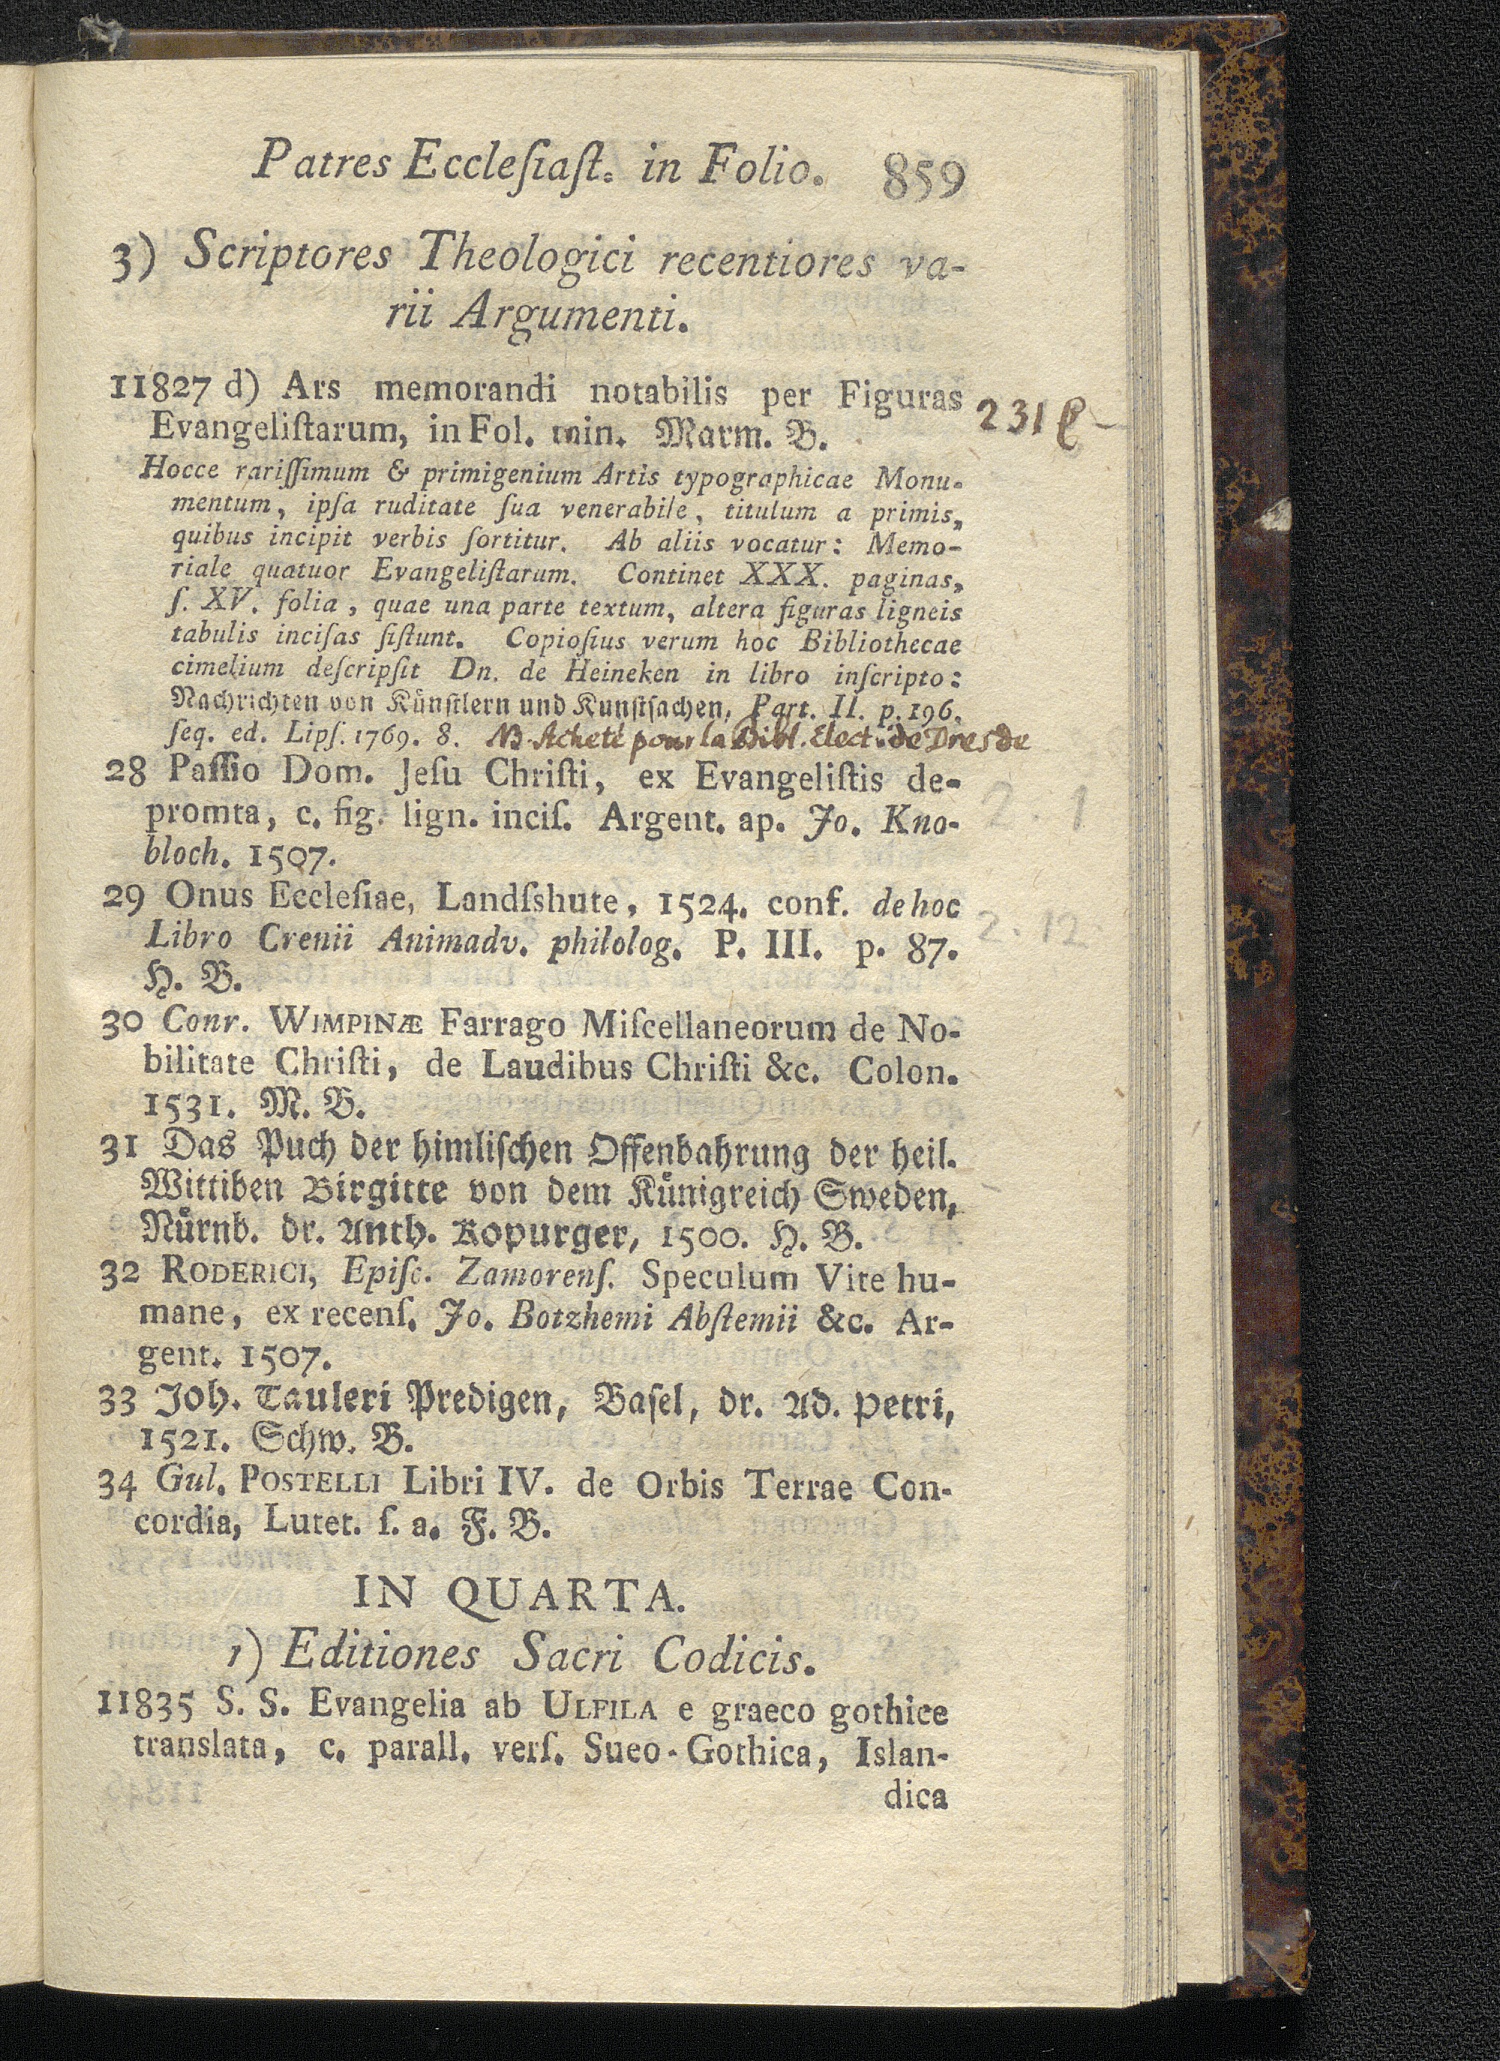 Patres Eccleſiaſt. in Folio. 859
3) Scriptores Theologici recentiores va-
rii Argumenti.
11827 d) Ars memorandi notabilis per Figuras
231
Evangeliſtarum, in Fol. min. Marm. B.
Hocce rariſſimum & primigenium Artis typographicae Monu-
mentum, ipſa ruditate ſua venerabile, titulum a primis,
quibus incipit verbis ſortitur. Ab aliis vocatur: Memo-
riale quatuor Evangeliſtarum. Continet XXX. paginas,
ſ. XV. folia, quae una parte textum, altera figuras ligneis
tabulis inciſas ſiſtunt. Copioſius verum hoc Bibliothecae
cimelium deſcripſit Dn. de Heineken in libro inſcripto:
Nachrichten von Künſtlern und Kunſtſachen, Part. II. p. 196.
ſeq. ed. Lipſ. 1769. 8. NB Acheté pour la Bibl. Elect. de Dresde
28 Paſſio Dom. Jeſu Chriſti, ex Evangeliſtis de-
promta, c. fig. lign. inciſ. Argent. ap. Jo. Kno-
2. 1
bloch. 1507.
29 Onus Eccleſiae, Landſshute, 1524. conf. de hoc
2. 12
Libro Crenii Animadv. philolog. P. III. p. 87.
H. B.
30 Conr. WIMPINÆ Farrago Miſcellaneorum de No-
bilitate Chriſti, de Laudibus Chriſti &c. Colon.
1531. M. B.
31 Das Puch der himliſchen Offenbahrung der heil.
Wittiben Birgitte von dem Künigreich Sweden,
Nürnb. dr. Anth. Kopurger, 1500. H. B.
32 RODERICI, Epiſc. Zamorenſ. Speculum Vite hu-
mane, ex recenſ. Jo. Botzhemi Abſtemii &c. Ar-
gent. 1507.
33 Joh. Tauleri Predigen, Baſel, dr. Ad. Petri,
1521. Schw. B.
34 Gul. POSTELLI Libri IV. de Orbis Terrae Con-
cordia, Lutet. ſ. a. F. B.
IN QUARTA.
1) Editiones Sacri Codicis.
11835 S. S. Evangelia ab ULFILA e graeco gothice
translata, c. parall. verſ. Sueo-Gothica, Islan-
dica